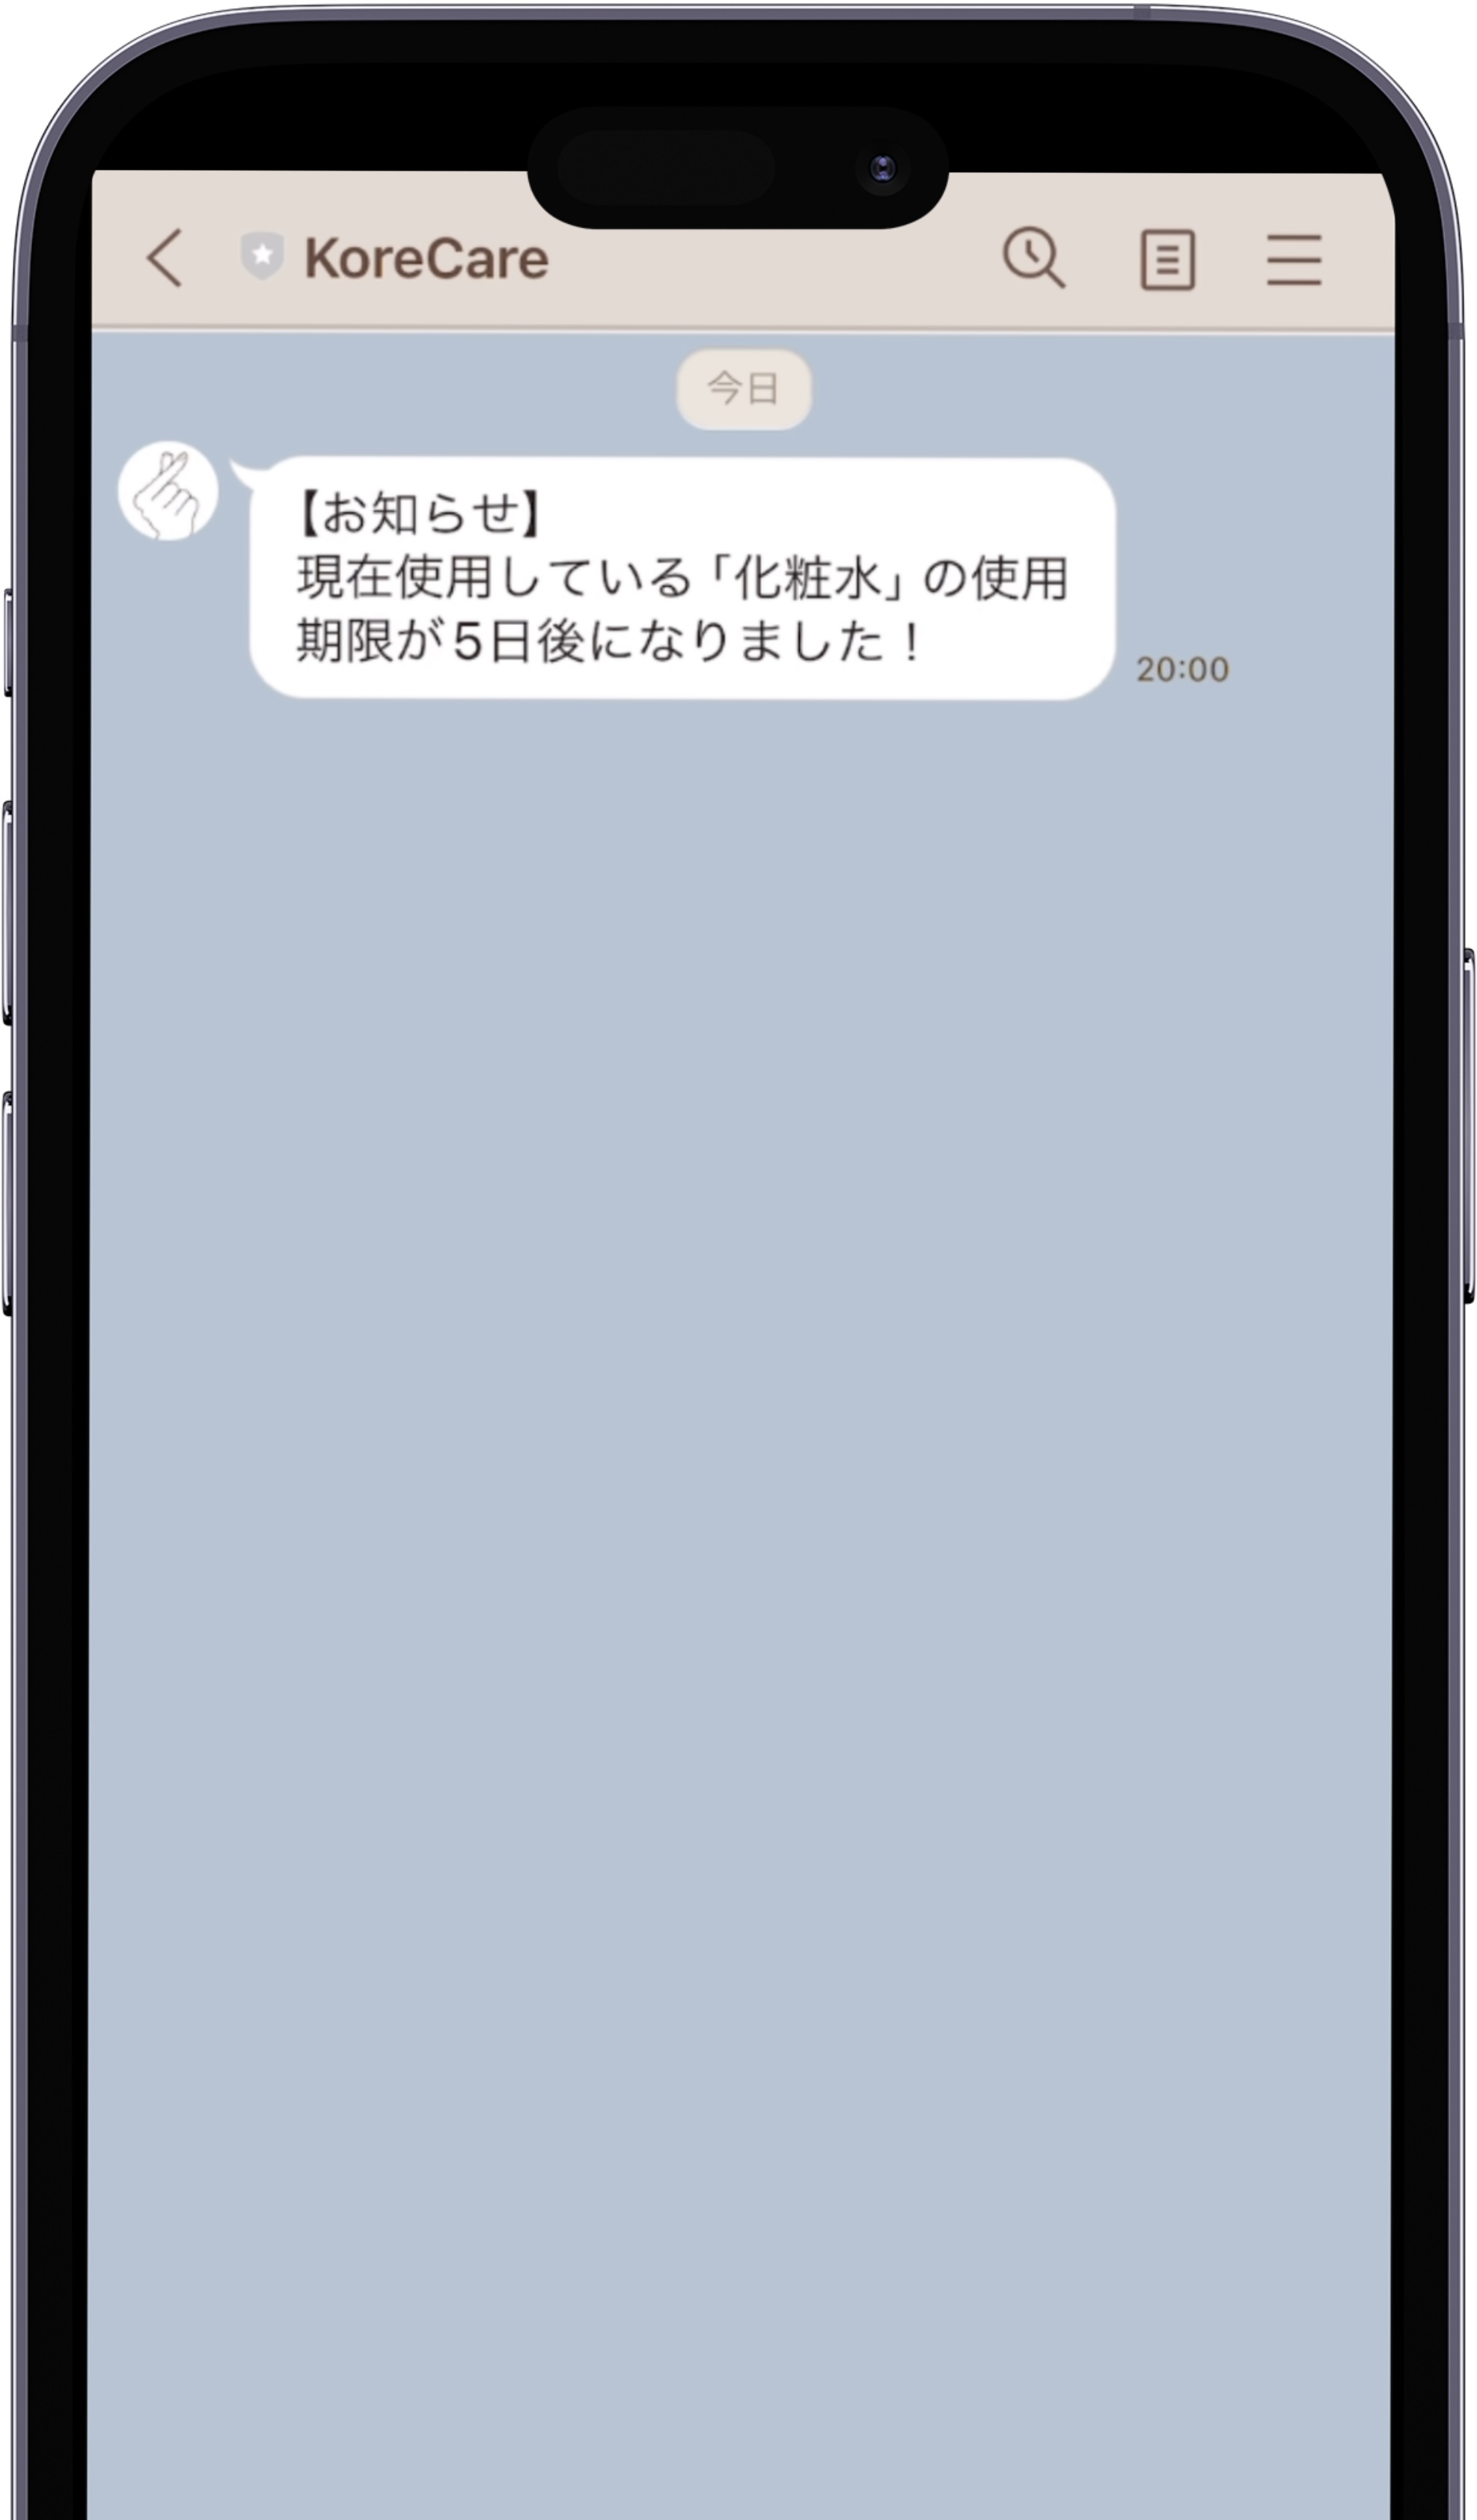 KoreCare
今日
【お知らせ】
現在使用している「化粧水」の使用
期限が5日後になりました！
20:00